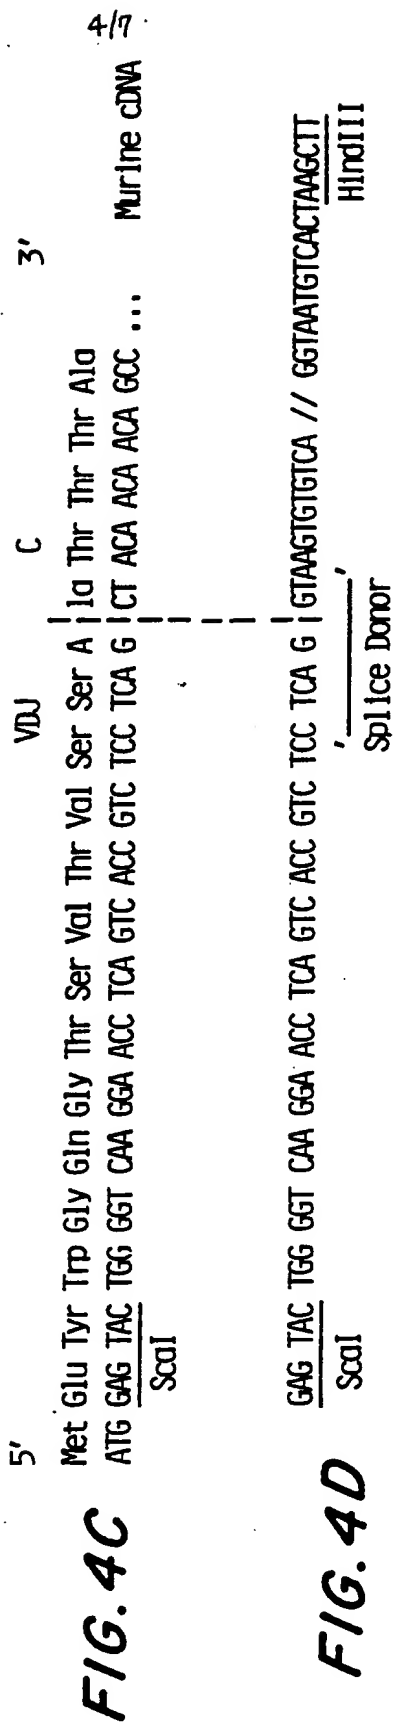 4/7
5' VDJ C 3'
Met Glu Tyr Trp Gly Gln Gly Thr Ser Val Thr Val Ser Ser A la Thr Thr Thr Ala
ATG GAG TAC TGG GGT CAA GGA ACC TCA GTC ACC GTC TCC TCA G CT ACA ACA ACA GCC ... Murine cDNA
ScaI
FIG. 4C
GAG TAC TGG GGT CAA GGA ACC TCA GTC ACC GTC TCC TCA G GTAAGTGTGTCA // GGTAATGTCACTAAGCTT
ScaI ' ' HindIII
Splice Donor
FIG. 4D